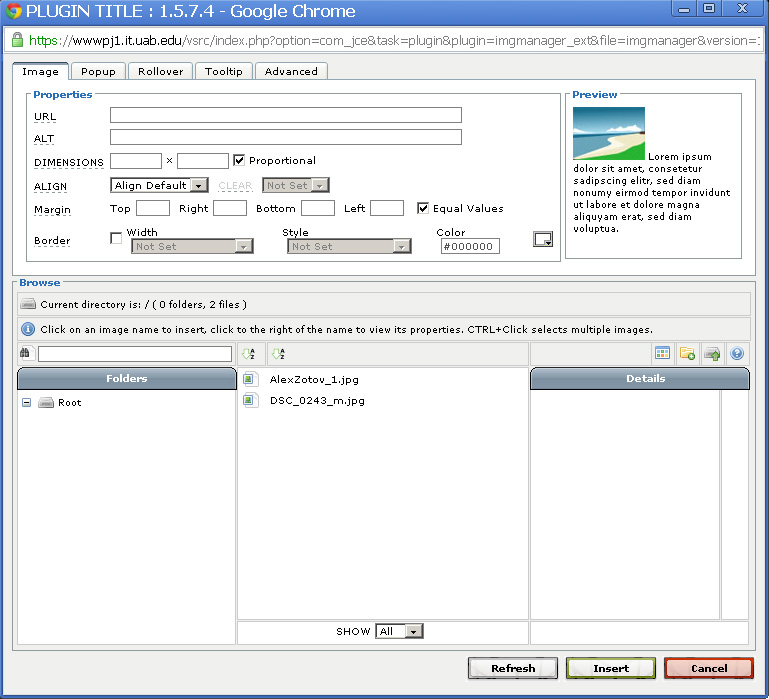 PLUGIN TITLE : 1.5.7.4 - Google Chrome
https://wwwpj1.it.uab.edu/vsrc/index.php?option=com_jce&task=plugin&plugin=imgmanager_ext&file=imgmanager&version=1
Image Popup Rollover Tooltip Advanced
Properties
URL
ALT
DIMENSIONS × Proportional
ALIGN Align Default CLEAR Not Set
Margin Top Right Bottom Left Equal Values
Border Width Style Color
Not Set Not Set #000000
Preview
Lorem ipsum
dolor sit amet, consetetur
sadipscing elitr, sed diam
nonumy eirmod tempor invidunt
ut labore et dolore magna
aliquyam erat, sed diam
voluptua.
Browse
Current directory is: / ( 0 folders, 2 files )
Click on an image name to insert, click to the right of the name to view its properties. CTRL+Click selects multiple images.
Folders
Root
AlexZotov_1.jpg
DSC_0243_m.jpg
Details
SHOW All
Refresh Insert Cancel